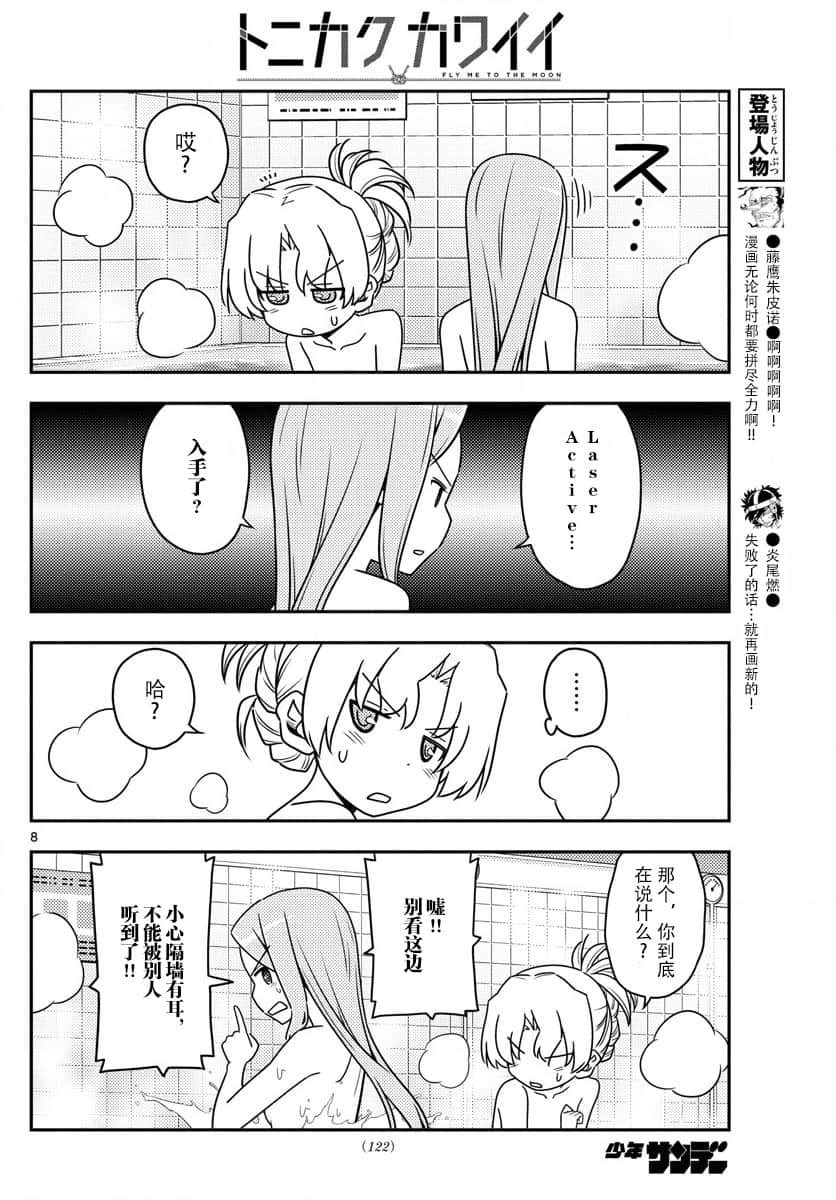 トニカクカワイイ
FLY ME TO THE MOON
登場人物
とうじょうじんぶつ
●藤鹰朱皮诺●啊啊啊啊啊!
漫画无论何时都要拼尽全力啊!!
●炎尾燃●
失败了的话…就再画新的!
ス…
哎?
Laser
Active…
入手了?
……
哈?
8
那个,你到底
在说什么?
嘘!!
别看这边
小心隔墙有耳,
不能被别人
听到了!!
(122)
少年サンデー